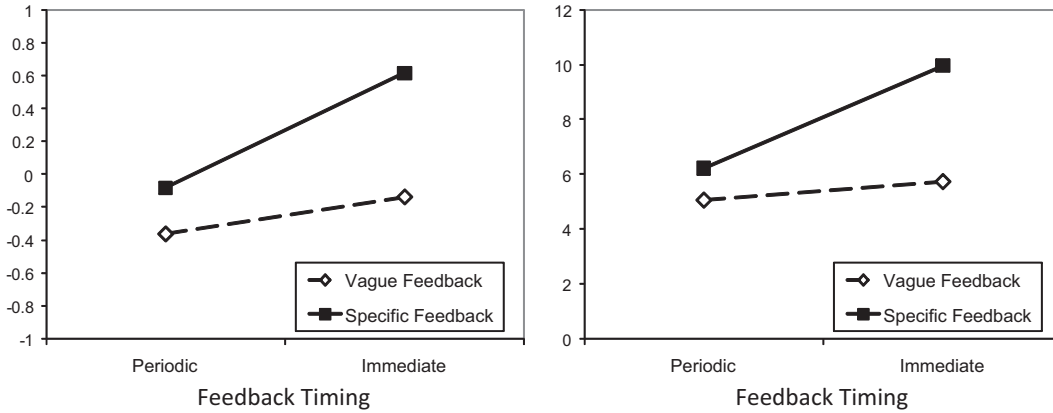 1
0.8
0.6
0.4
0.2
0
-0.2
-0.4
-0.6
-0.8
-1
Vague Feedback
Specific Feedback
Periodic Immediate
Feedback Timing
12
10
8
6
4
2
0
Vague Feedback
Specific Feedback
Periodic Immediate
Feedback Timing